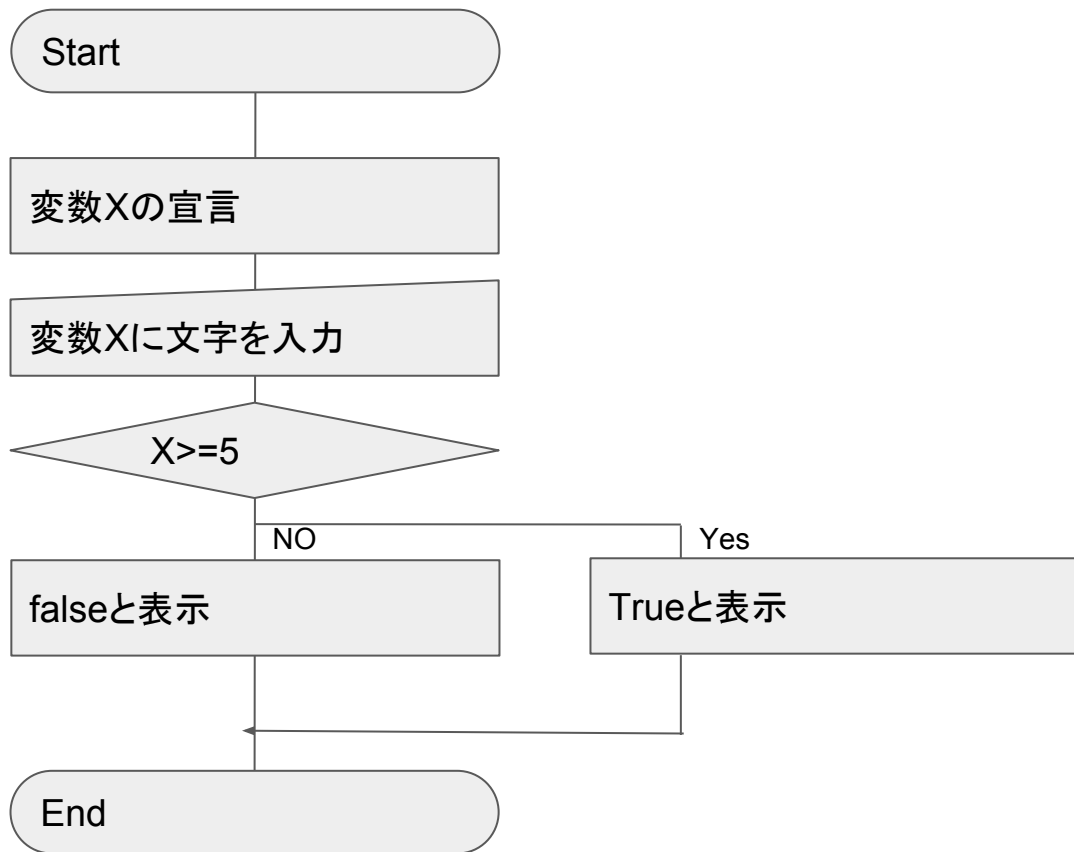 Start
変数Xの宣言
変数Xに文字を入力
X>=5
NO
Yes
falseと表示
Trueと表示
End